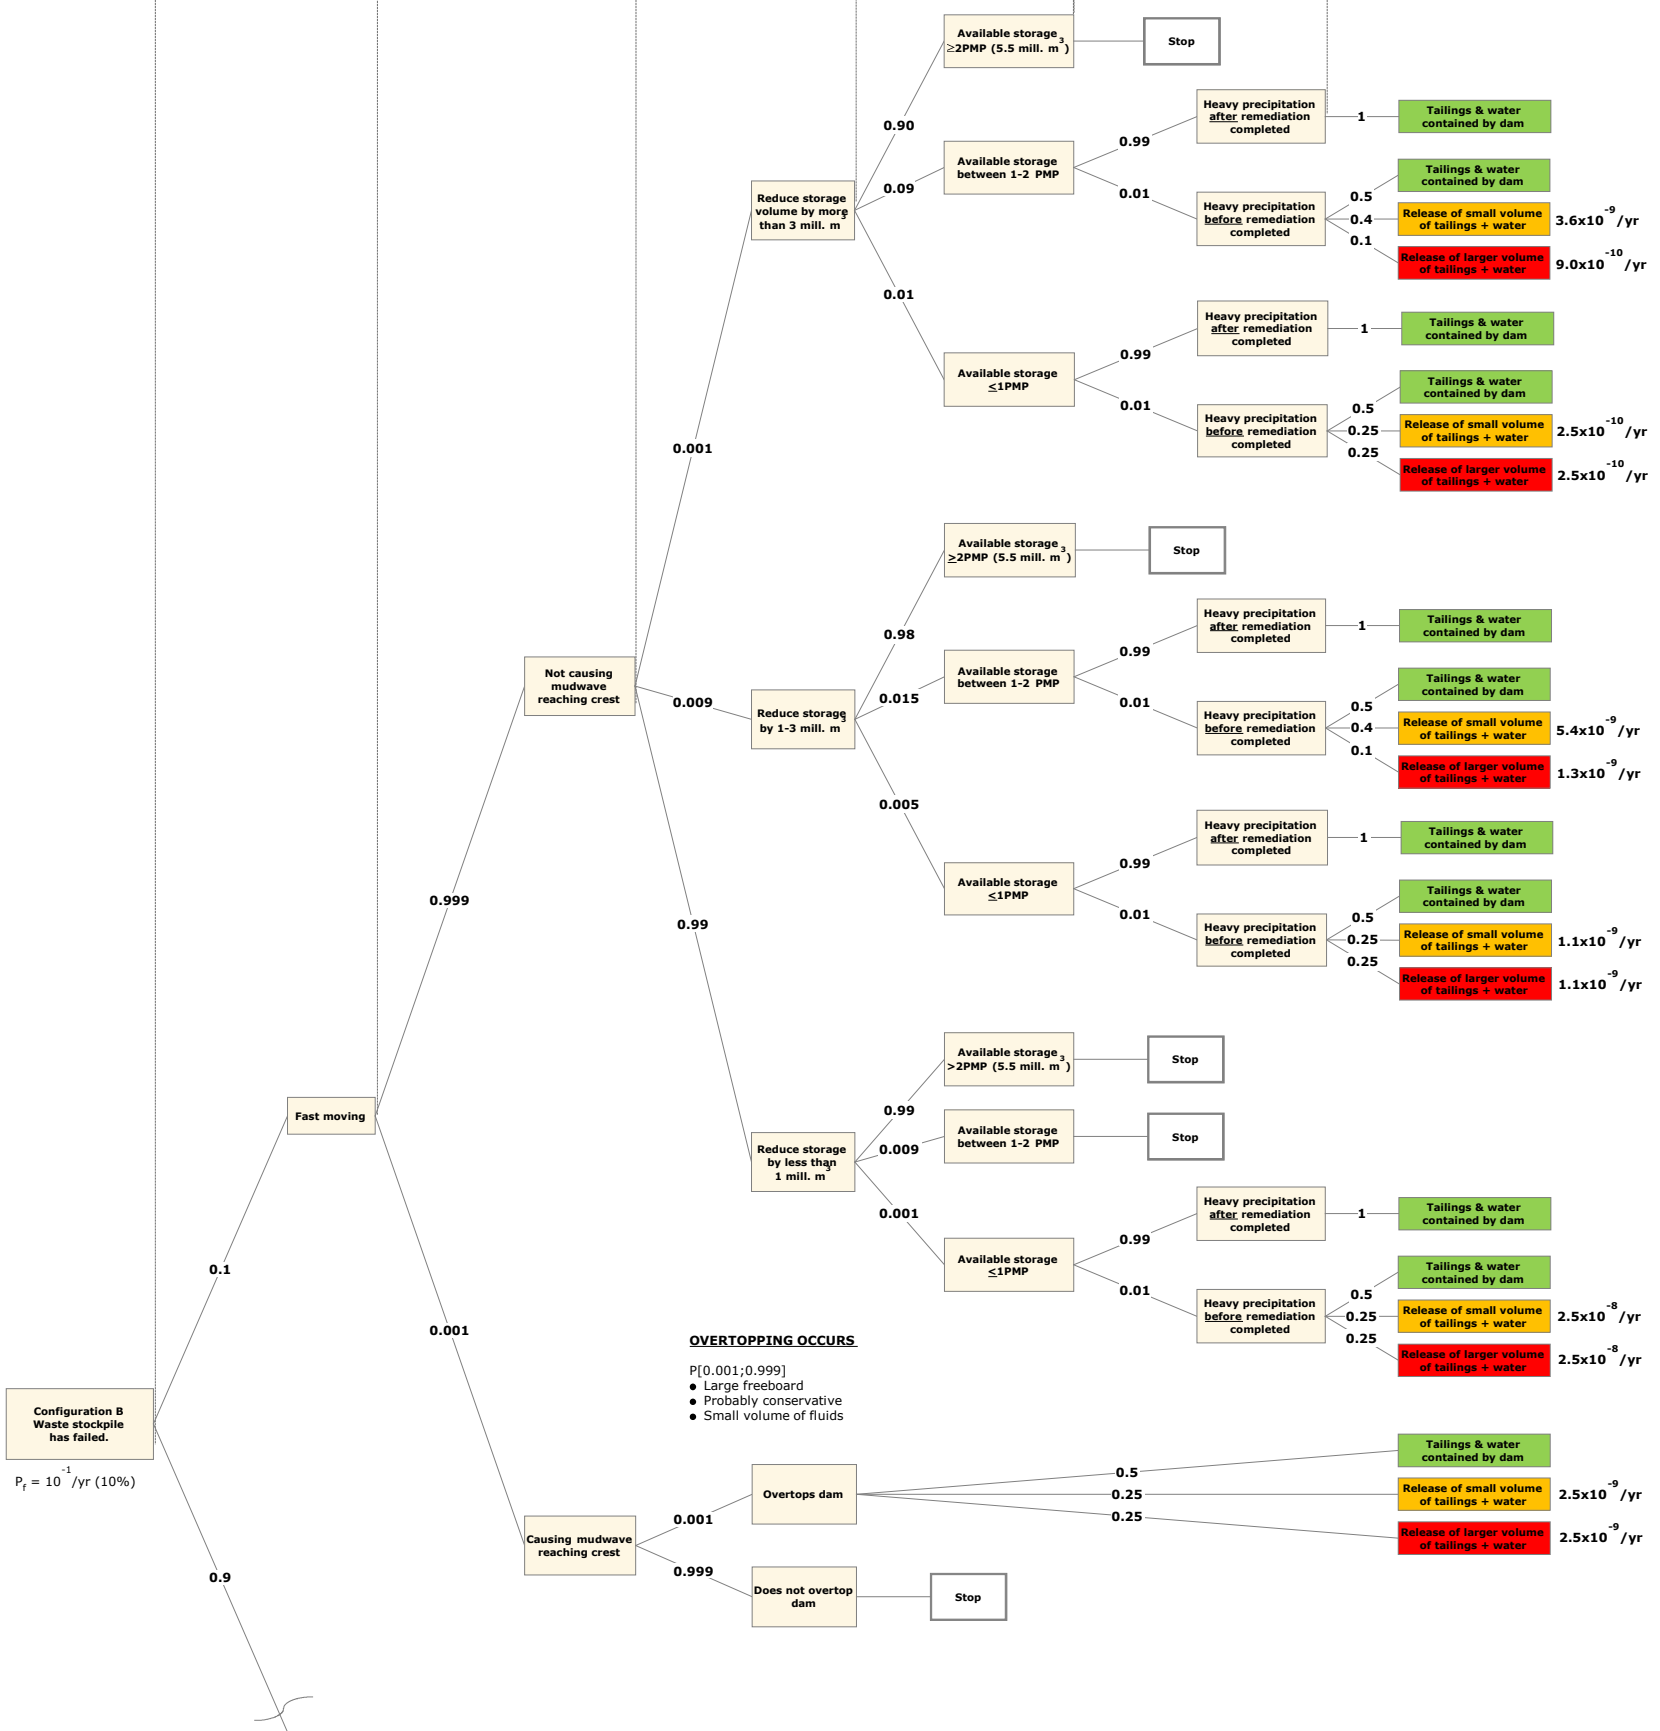 Available storage
≥2PMP (5.5 mill. m³)
Stop
Heavy precipitation
after remediation
completed
1
Tailings & water
contained by dam
0.90
0.99
Available storage
between 1-2 PMP
Tailings & water
contained by dam
0.09
0.01
0.5
Reduce storage
volume by more
than 3 mill. m³
Heavy precipitation
before remediation
completed
0.4
Release of small volume
of tailings + water
3.6x10⁻⁹/yr
0.1
Release of larger volume
of tailings + water
9.0x10⁻¹⁰/yr
0.01
Heavy precipitation
after remediation
completed
1
Tailings & water
contained by dam
0.99
Available storage
≤1PMP
Tailings & water
contained by dam
0.01
0.5
Heavy precipitation
before remediation
completed
0.25
Release of small volume
of tailings + water
2.5x10⁻¹⁰/yr
0.001
0.25
Release of larger volume
of tailings + water
2.5x10⁻¹⁰/yr
Available storage
≥2PMP (5.5 mill. m³)
Stop
Heavy precipitation
after remediation
completed
1
Tailings & water
contained by dam
0.98
0.99
Not causing
mudwave
reaching crest
Available storage
between 1-2 PMP
Tailings & water
contained by dam
0.009
0.015
0.01
0.5
Reduce storage
by 1-3 mill. m³
Heavy precipitation
before remediation
completed
0.4
Release of small volume
of tailings + water
5.4x10⁻⁹/yr
0.1
Release of larger volume
of tailings + water
1.3x10⁻⁹/yr
0.005
Heavy precipitation
after remediation
completed
1
Tailings & water
contained by dam
0.99
Available storage
≤1PMP
Tailings & water
contained by dam
0.999
0.01
0.5
0.99
Heavy precipitation
before remediation
completed
0.25
Release of small volume
of tailings + water
1.1x10⁻⁹/yr
0.25
Release of larger volume
of tailings + water
1.1x10⁻⁹/yr
Available storage
>2PMP (5.5 mill. m³)
Stop
Fast moving
0.99
Available storage
between 1-2 PMP
Stop
0.009
Reduce storage
by less than
1 mill. m³
0.001
Heavy precipitation
after remediation
completed
1
Tailings & water
contained by dam
0.99
Available storage
≤1PMP
0.1
Tailings & water
contained by dam
0.01
0.5
Heavy precipitation
before remediation
completed
0.25
Release of small volume
of tailings + water
2.5x10⁻⁸/yr
0.25
Release of larger volume
of tailings + water
2.5x10⁻⁸/yr
0.001
OVERTOPPING OCCURS
P[0.001;0.999]
● Large freeboard
● Probably conservative
● Small volume of fluids
Configuration B
Waste stockpile
has failed.
Pf = 10⁻¹/yr (10%)
Tailings & water
contained by dam
0.5
Overtops dam
0.25
Release of small volume
of tailings + water
2.5x10⁻⁹/yr
0.25
Release of larger volume
of tailings + water
2.5x10⁻⁹/yr
0.001
Causing mudwave
reaching crest
0.999
0.9
Does not overtop
dam
Stop